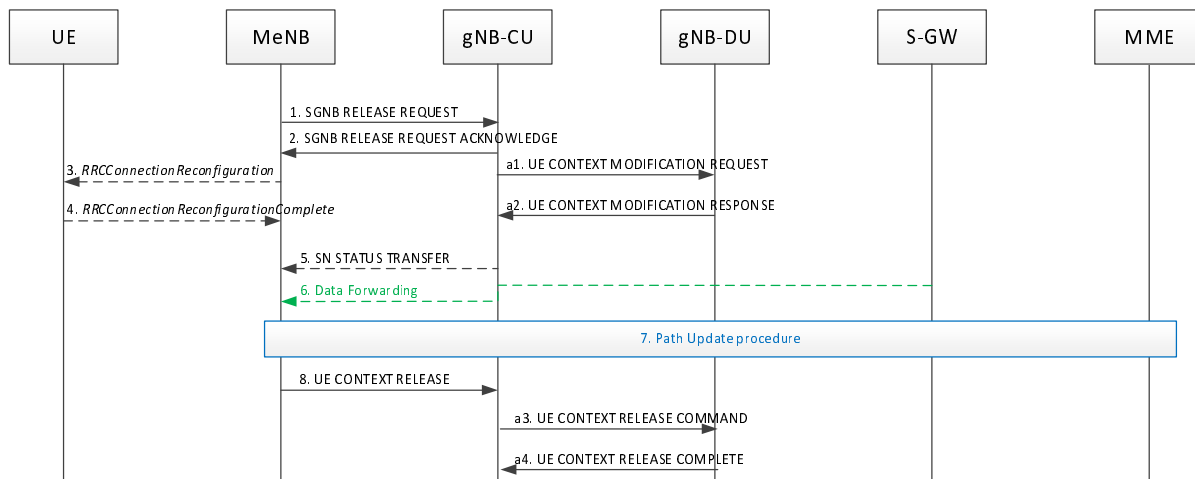 UE
MeNB
gNB-CU
gNB-DU
S-GW
MME
1. SGNB RELEASE REQUEST
2. SGNB RELEASE REQUEST ACKNOWLEDGE
a1. UE CONTEXT MODIFICATION REQUEST
3. RRCConnectionReconfiguration
a2. UE CONTEXT MODIFICATION RESPONSE
4. RRCConnectionReconfigurationComplete
5. SN STATUS TRANSFER
6. Data Forwarding
7. Path Update procedure
8. UE CONTEXT RELEASE
a3. UE CONTEXT RELEASE COMMAND
a4. UE CONTEXT RELEASE COMPLETE